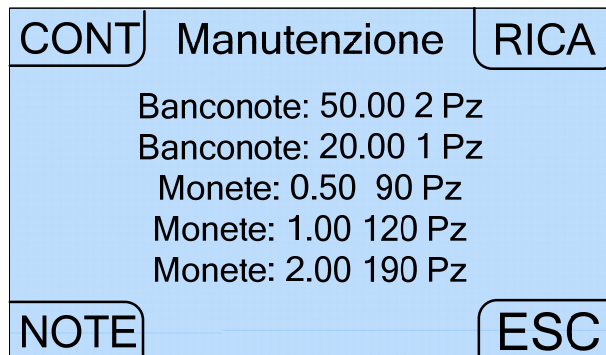 CONT Manutenzione RICA
Banconote: 50.00 2 Pz
Banconote: 20.00 1 Pz
Monete: 0.50 90 Pz
Monete: 1.00 120 Pz
Monete: 2.00 190 Pz
NOTE ESC